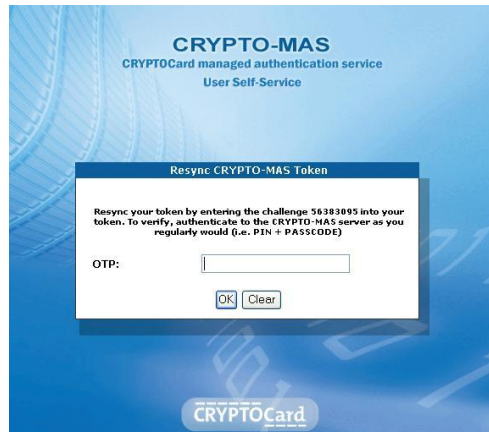 CRYPTO-MAS
CRYPTOCard managed authentication service
User Self-Service
Resync CRYPTO-MAS Token
Resync your token by entering the challenge 56383095 into your
token. To verify, authenticate to the CRYPTO-MAS server as you
regularly would (i.e. PIN + PASSCODE)
OTP:
OK Clear
CRYPTOCard